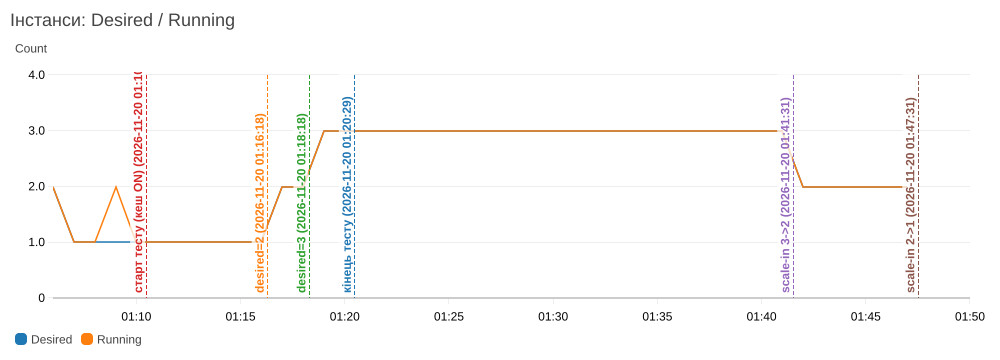 Інстанси: Desired / Running
Count
4.0
3.0
2.0
1.0
0
старт тесту (кеш ON) (2026-11-20 01:1
desired=2 (2026-11-20 01:16:18)
desired=3 (2026-11-20 01:18:18)
кінець тесту (2026-11-20 01:20:29)
scale-in 3->2 (2026-11-20 01:41:31)
scale-in 2->1 (2026-11-20 01:47:31)
01:10 01:15 01:20 01:25 01:30 01:35 01:40 01:45 01:50
Desired Running